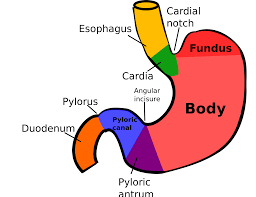 Cardial
notch
Esophagus
Fundus
Cardia
Angular
incisure
Body
Pylorus
Pyloric
canal
Duodenum
Pyloric
antrum